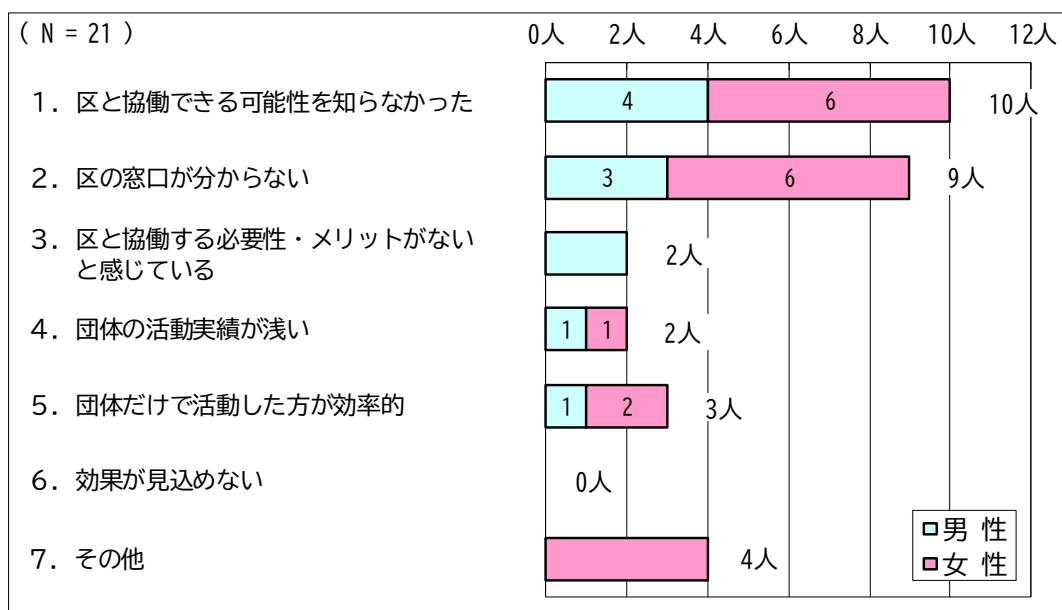 ( N = 21 )
0人 2人 4人 6人 8人 10人 12人
1. 区と協働できる可能性を知らなかった 4 6 10人
2. 区の窓口が分からない 3 6 9人
3. 区と協働する必要性・メリットがない
と感じている 2人
4. 団体の活動実績が浅い 1 1 2人
5. 団体だけで活動した方が効率的 1 2 3人
6. 効果が見込めない 0人
7. その他 4人
男 性
女 性